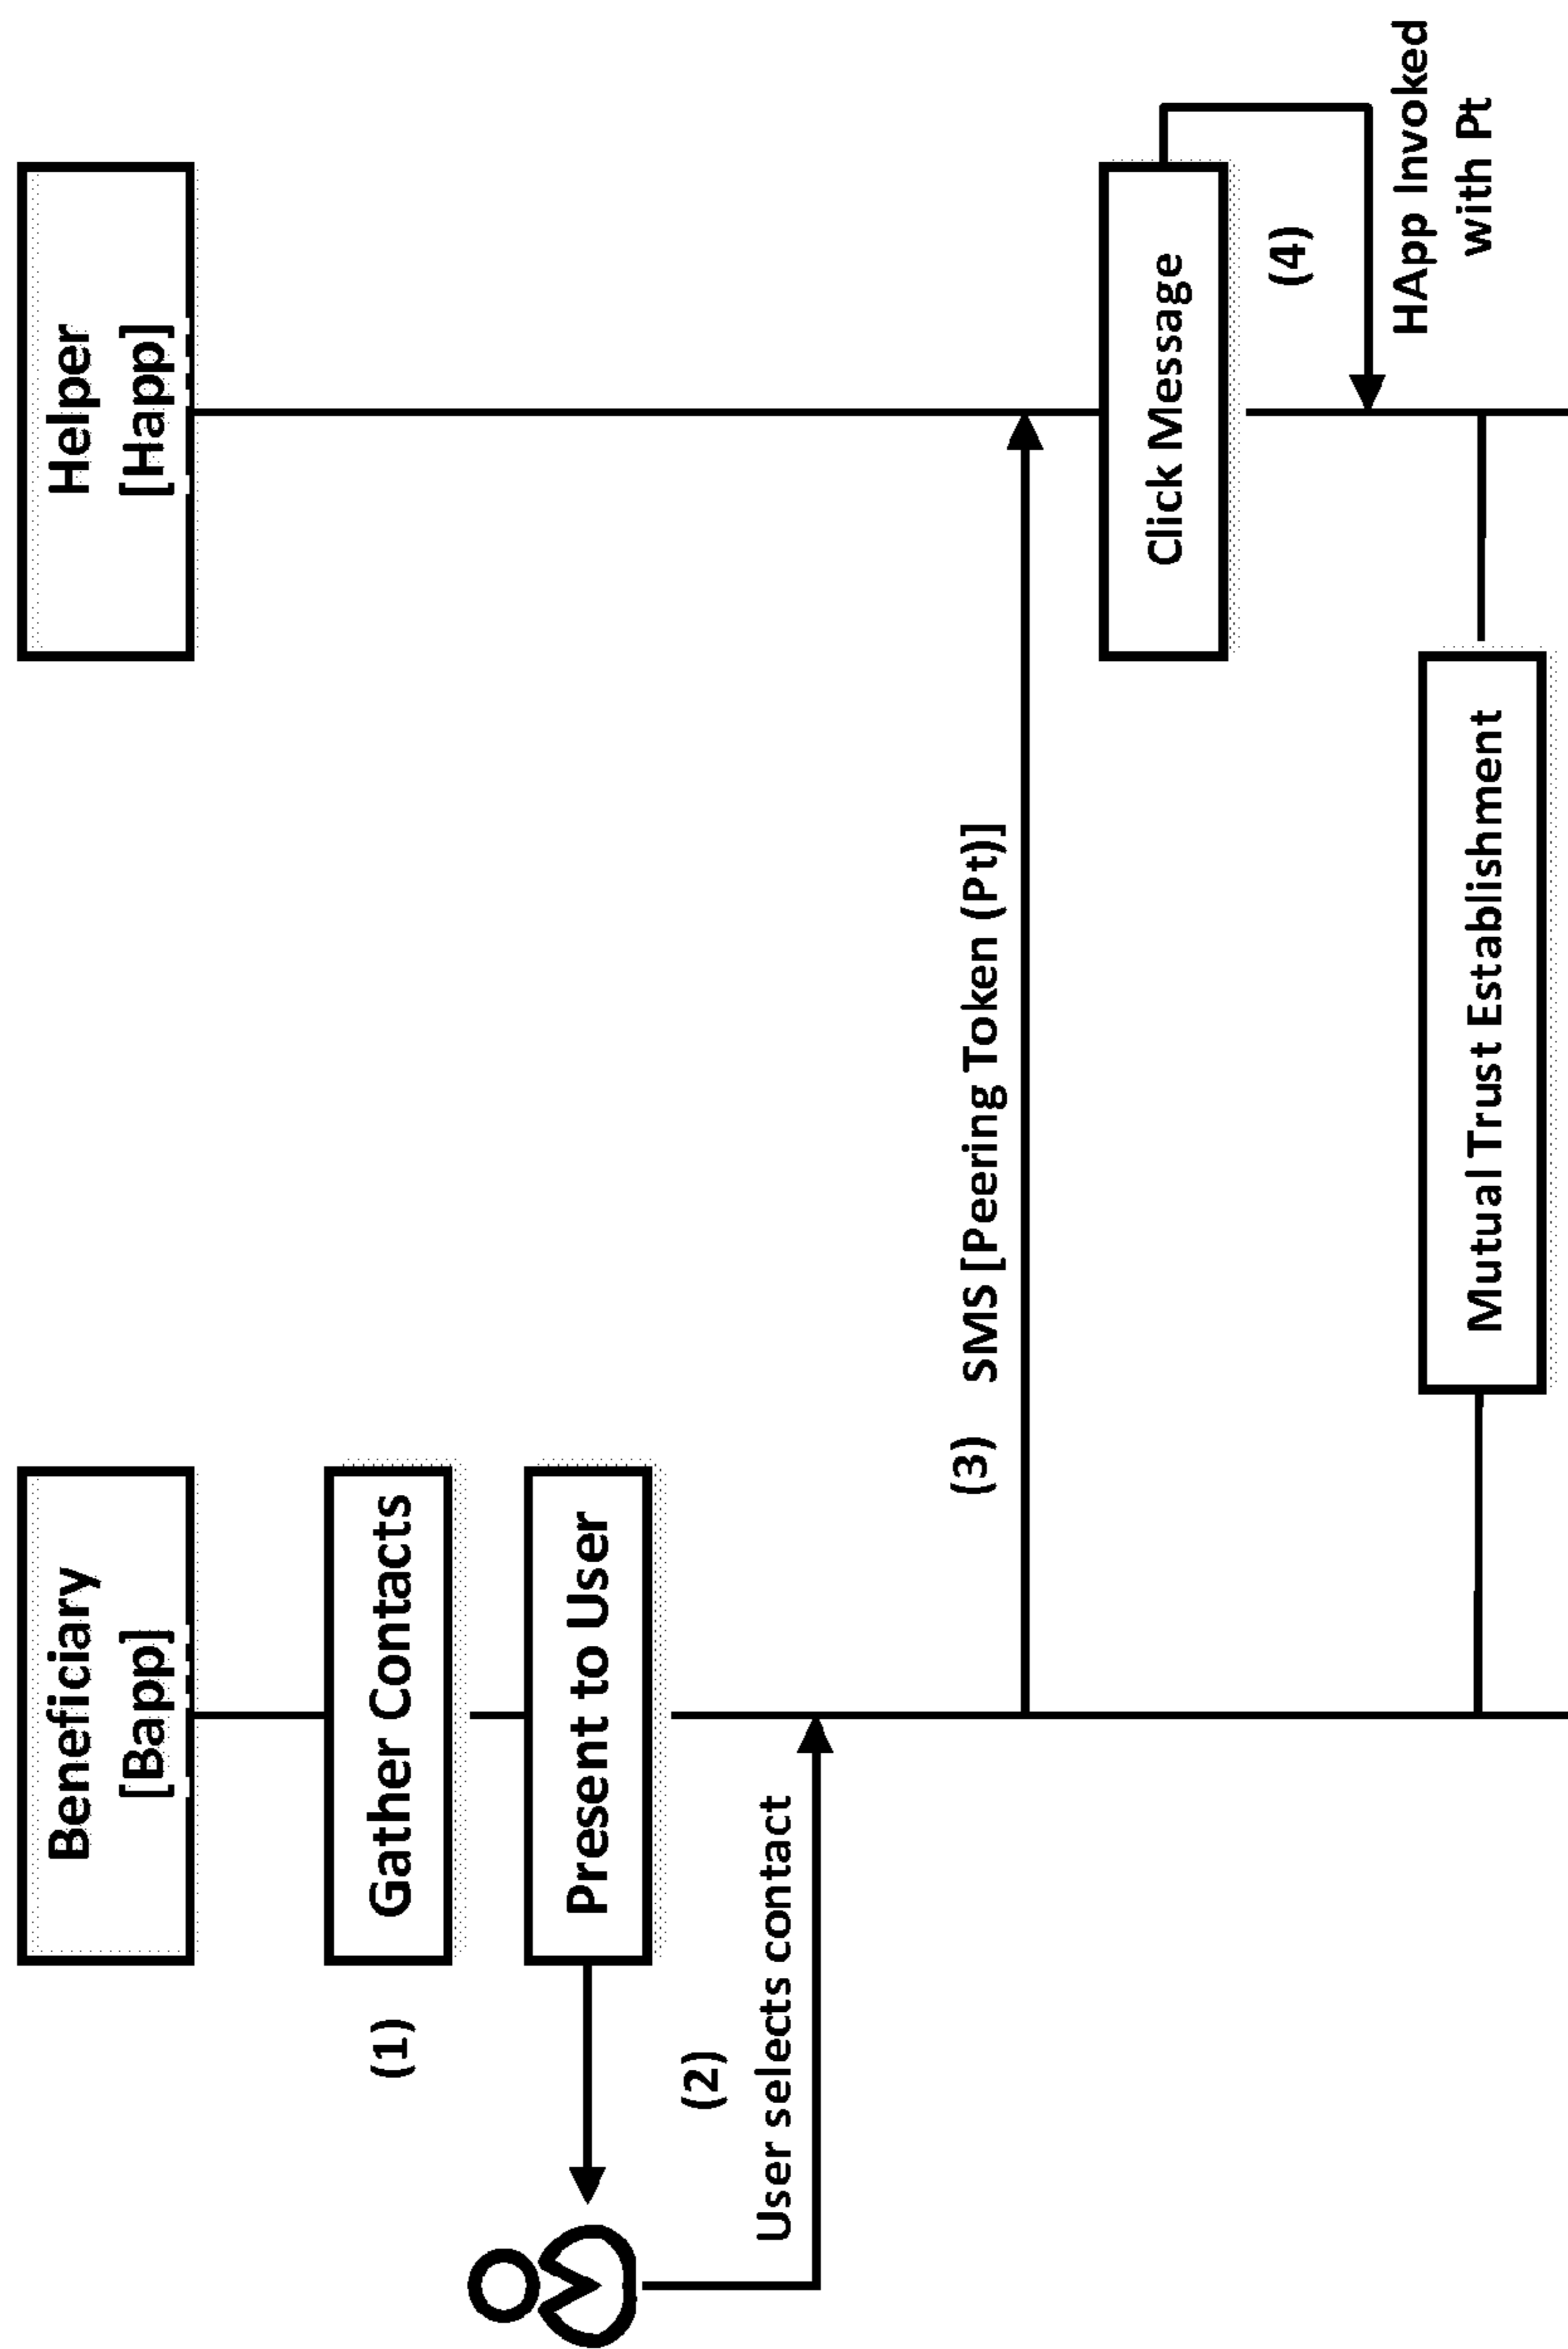 Beneficiary
[Bapp]
Helper
[Happ]
(1)
Gather Contacts
Present to User
(2)
User selects contact
(3) SMS [Peering Token (Pt)]
Click Message
(4)
HApp Invoked
with Pt
Mutual Trust Establishment